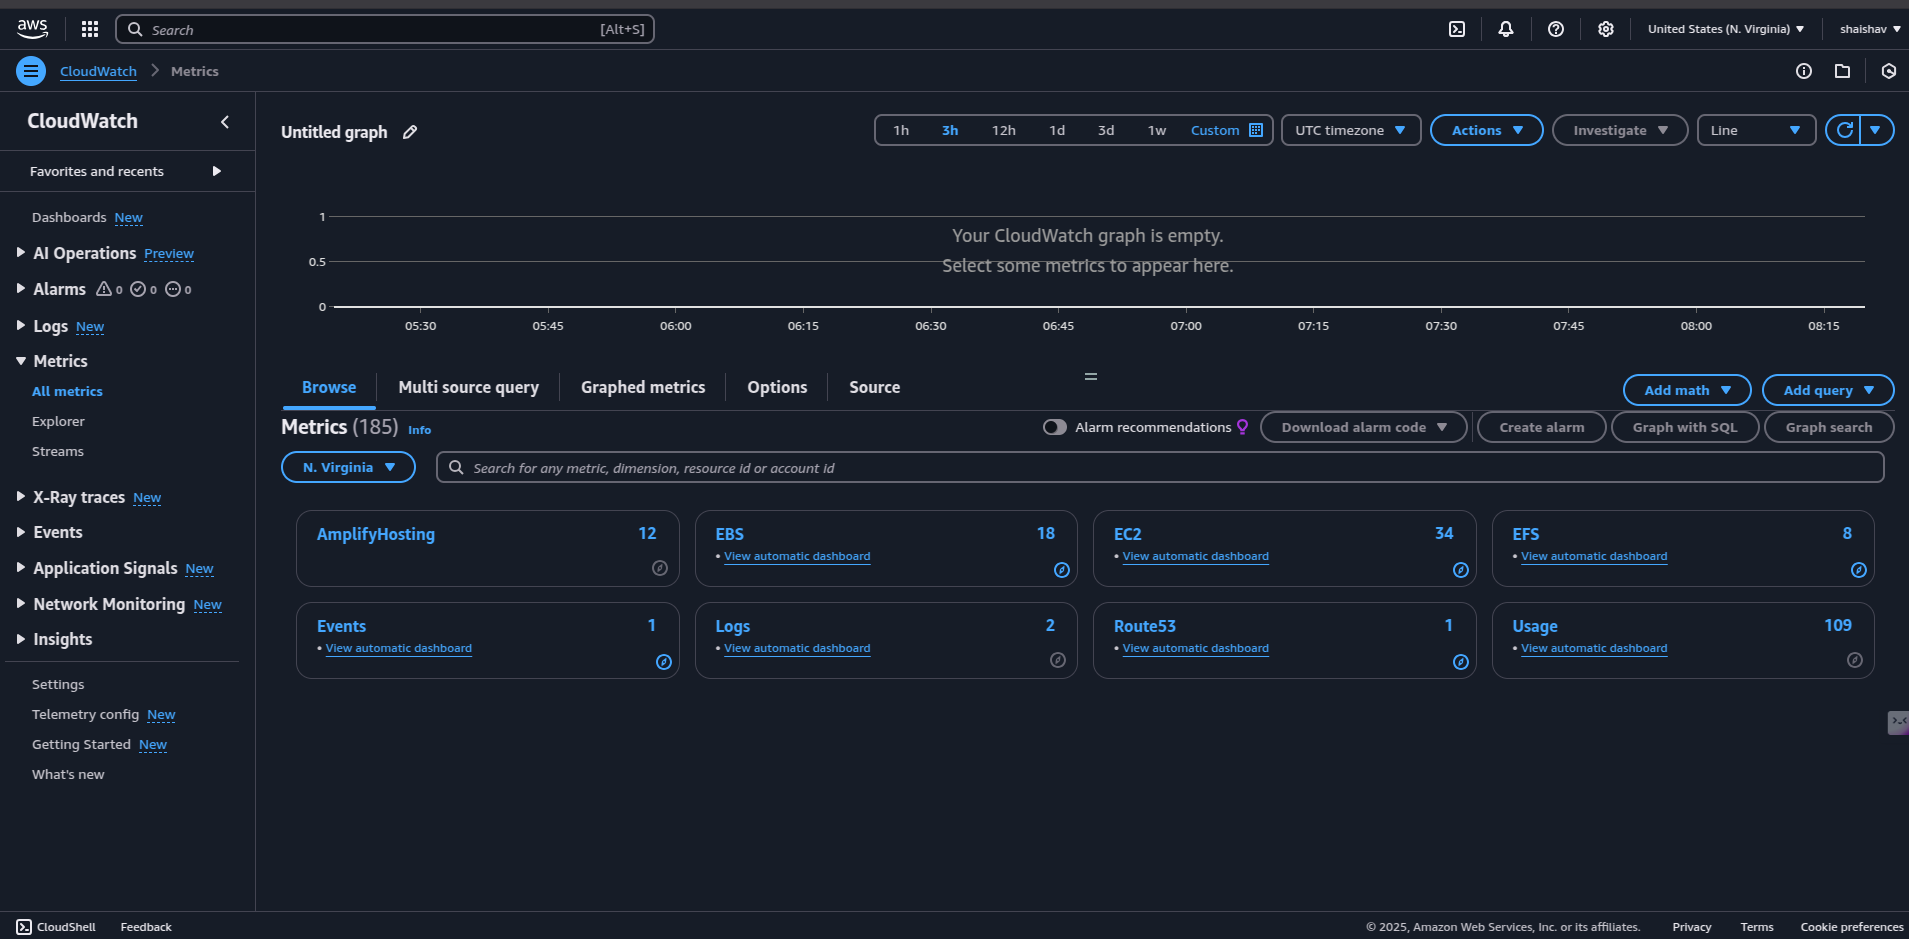 aws
Search [Alt+S]
United States (N. Virginia)
shaishav
CloudWatch
Metrics
CloudWatch
Favorites and recents
Dashboards New
AI Operations Preview
Alarms 0 0 0
Logs New
Metrics
All metrics
Explorer
Streams
X-Ray traces New
Events
Application Signals New
Network Monitoring New
Insights
Settings
Telemetry config New
Getting Started New
What's new
Untitled graph
1h 3h 12h 1d 3d 1w Custom
UTC timezone
Actions
Investigate
Line
1
Your CloudWatch graph is empty.
0.5
Select some metrics to appear here.
0
05:30 05:45 06:00 06:15 06:30 06:45 07:00 07:15 07:30 07:45 08:00 08:15
Browse
Multi source query
Graphed metrics
Options
Source
Add math
Add query
Metrics (185) Info
Alarm recommendations
Download alarm code
Create alarm
Graph with SQL
Graph search
N. Virginia
Search for any metric, dimension, resource id or account id
AmplifyHosting 12
EBS 18
• View automatic dashboard
EC2 34
• View automatic dashboard
EFS 8
• View automatic dashboard
Events 1
• View automatic dashboard
Logs 2
• View automatic dashboard
Route53 1
• View automatic dashboard
Usage 109
• View automatic dashboard
CloudShell
Feedback
© 2025, Amazon Web Services, Inc. or its affiliates.
Privacy
Terms
Cookie preferences